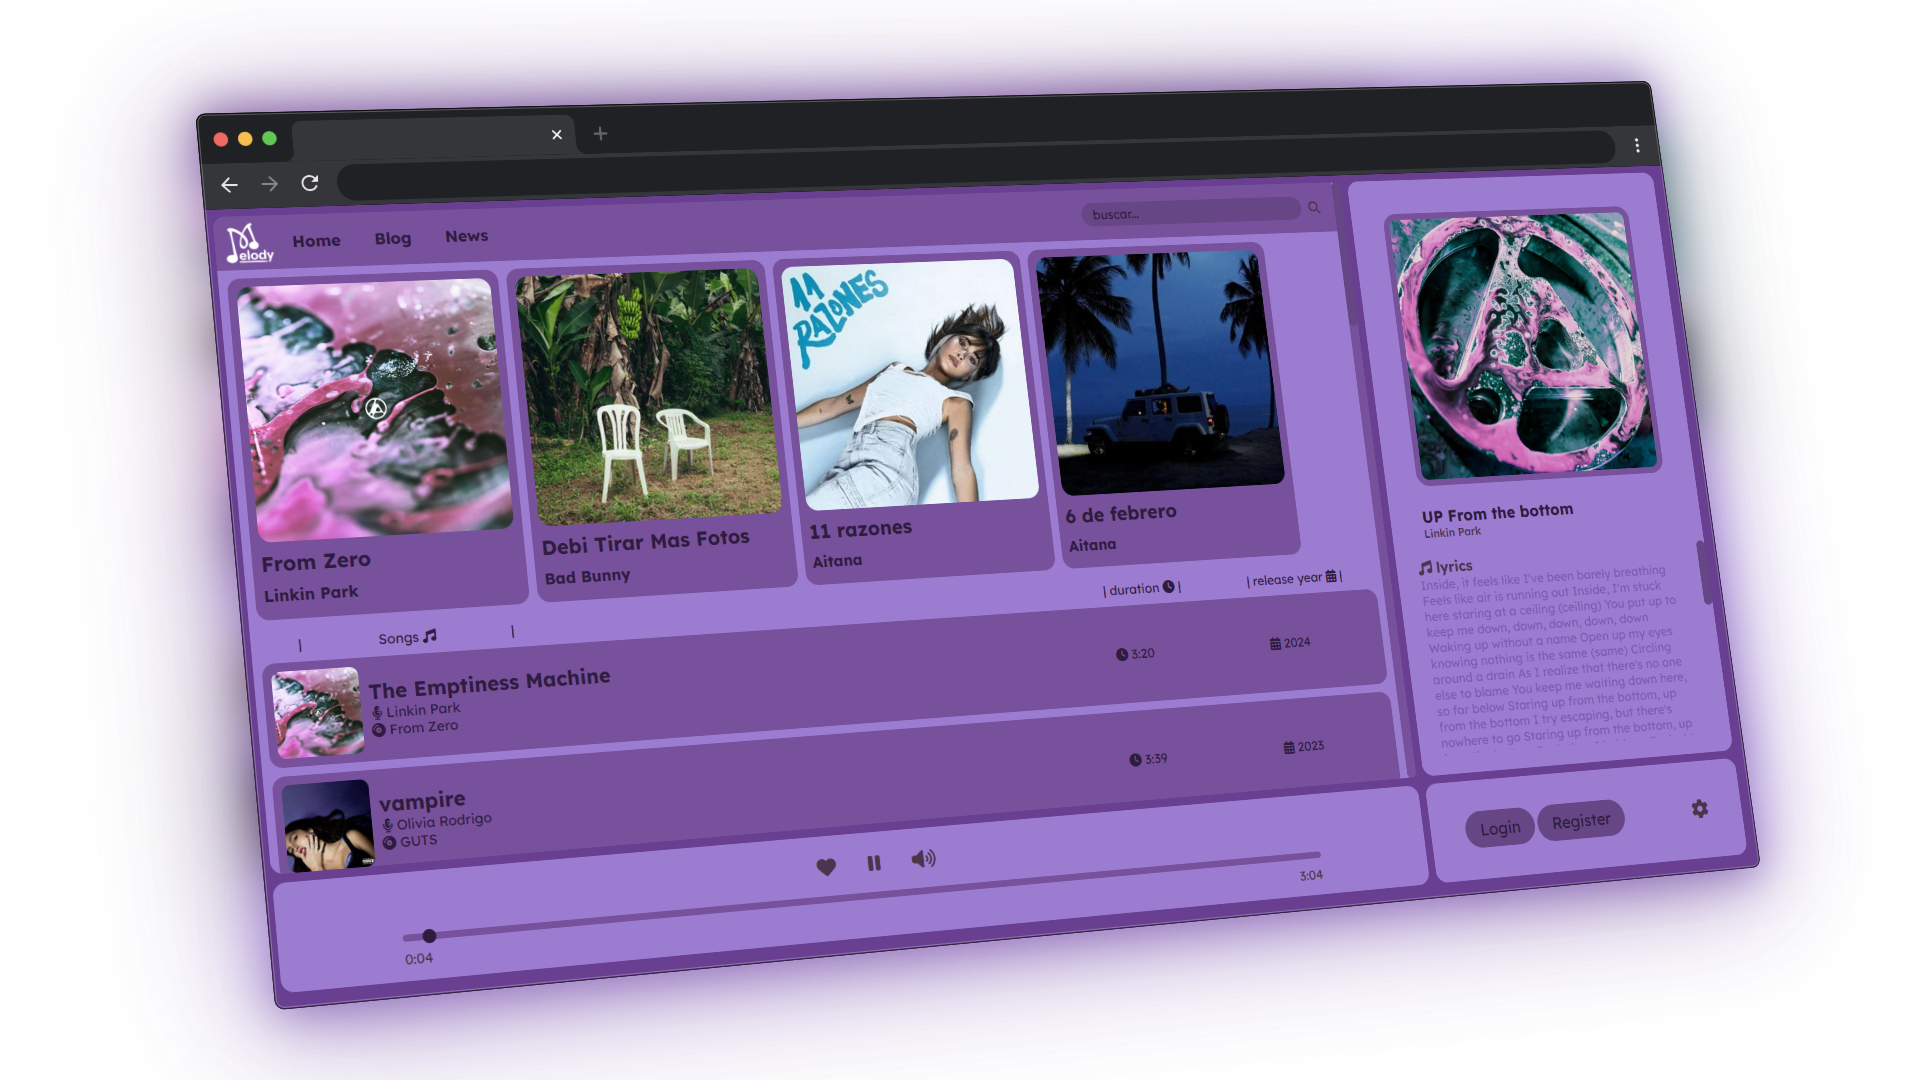 Melody
Home
Blog
News
buscar...
11
RAZONES
From Zero
Linkin Park
Debi Tirar Mas Fotos
Bad Bunny
11 razones
Aitana
6 de febrero
Aitana
| Songs |
| duration |
| release year |
The Emptiness Machine
Linkin Park
From Zero
3:20
2024
vampire
Olivia Rodrigo
GUTS
3:39
2023
0:04
3:04
UP From the bottom
Linkin Park
lyrics
Inside, it feels like I've been barely breathing
Feels like air is running out Inside, I'm stuck
here staring at a ceiling (ceiling) You put up to
keep me down, down, down, down, down
Waking up without a name Open up my eyes
knowing nothing is the same (same) Circling
around a drain As I realize that there's no one
else to blame You keep me waiting down here,
so far below Staring up from the bottom, up
from the bottom I try escaping, but there's
nowhere to go Staring up from the bottom, up
Login
Register